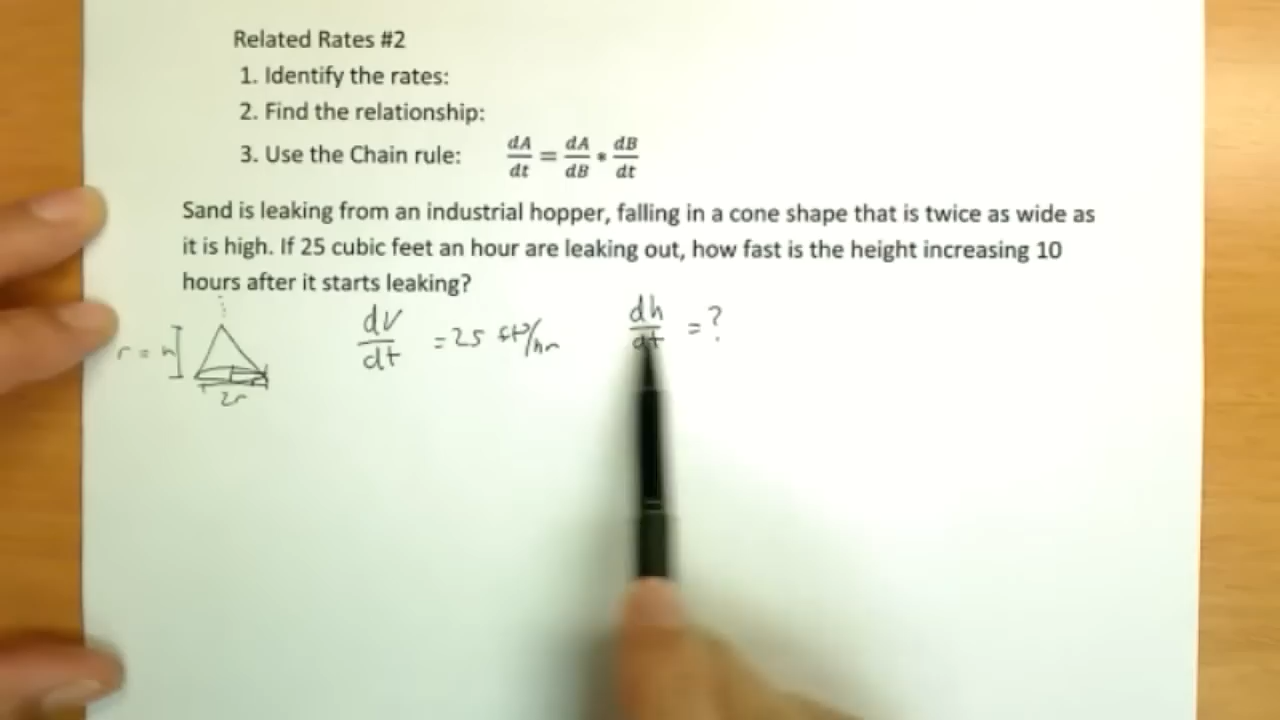 Related Rates #2
1. Identify the rates:
2. Find the relationship:
3. Use the Chain rule: dA/dt = dA/dB * dB/dt
Sand is leaking from an industrial hopper, falling in a cone shape that is twice as wide as
it is high. If 25 cubic feet an hour are leaking out, how fast is the height increasing 10
hours after it starts leaking?
dV/dt = 25 ft³/hr dh/dt = ?
r = h
2r